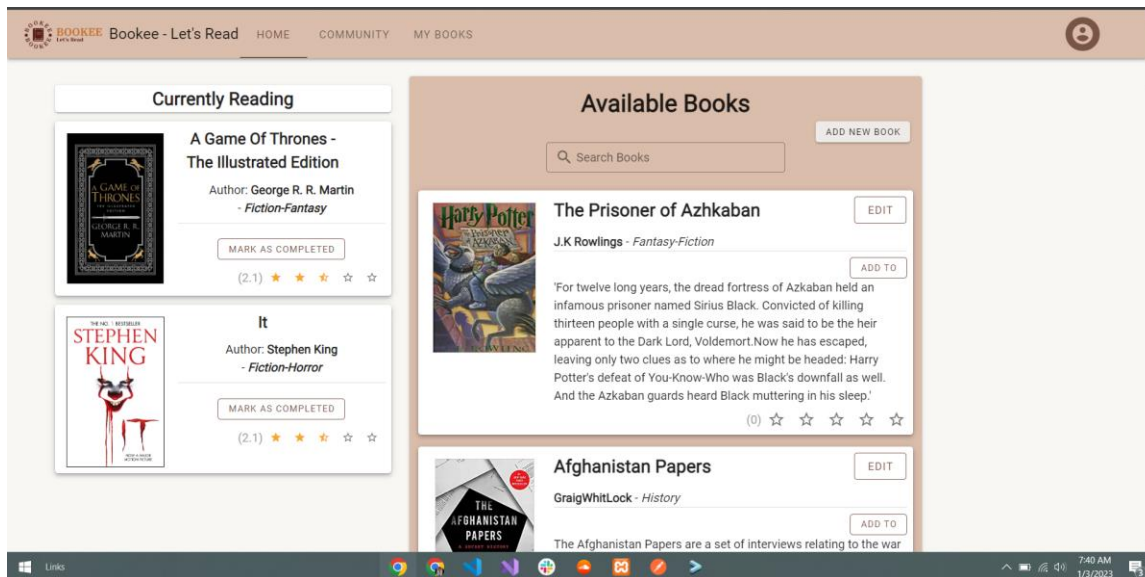 BOOKEE
Let's Read
Bookee - Let's Read
HOME
COMMUNITY
MY BOOKS
Currently Reading
A GAME OF
THRONES
THE ILLUSTRATED
EDITION
GEORGE R. R.
MARTIN
A Game Of Thrones -
The Illustrated Edition
Author: George R. R. Martin
- Fiction-Fantasy
MARK AS COMPLETED
(2.1)
THE NO. 1 BESTSELLER
STEPHEN
KING
IT
It
Author: Stephen King
- Fiction-Horror
MARK AS COMPLETED
(2.1)
Available Books
ADD NEW BOOK
Search Books
Harry Potter
ROWLING
The Prisoner of Azhkaban
EDIT
J.K Rowlings - Fantasy-Fiction
ADD TO
'For twelve long years, the dread fortress of Azkaban held an
infamous prisoner named Sirius Black. Convicted of killing
thirteen people with a single curse, he was said to be the heir
apparent to the Dark Lord, Voldemort.Now he has escaped,
leaving only two clues as to where he might be headed: Harry
Potter's defeat of You-Know-Who was Black's downfall as well.
And the Azkaban guards heard Black muttering in his sleep.'
(0)
THE
AFGHANISTAN
PAPERS
Afghanistan Papers
EDIT
GraigWhitLock - History
ADD TO
The Afghanistan Papers are a set of interviews relating to the war
Links
7:40 AM
1/3/2023